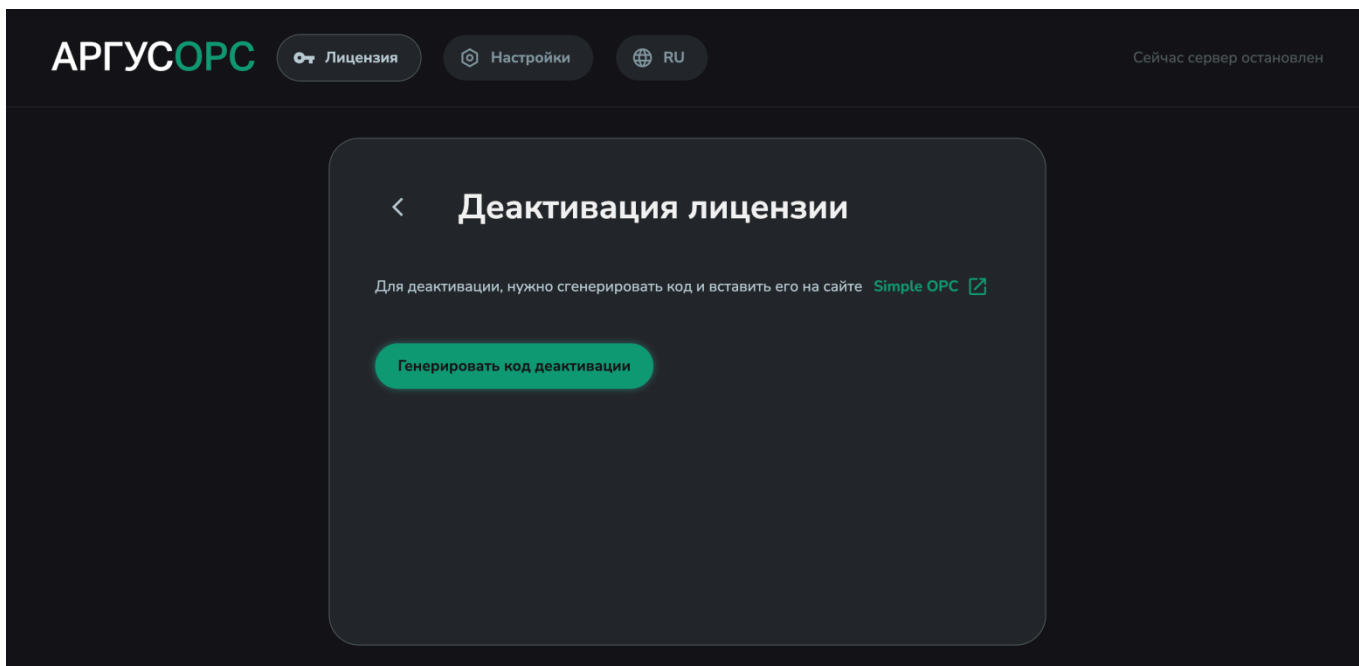 АРГУСОРС Лицензия Настройки RU Сейчас сервер остановлен
Деактивация лицензии
Для деактивации, нужно сгенерировать код и вставить его на сайте Simple OPC
Генерировать код деактивации